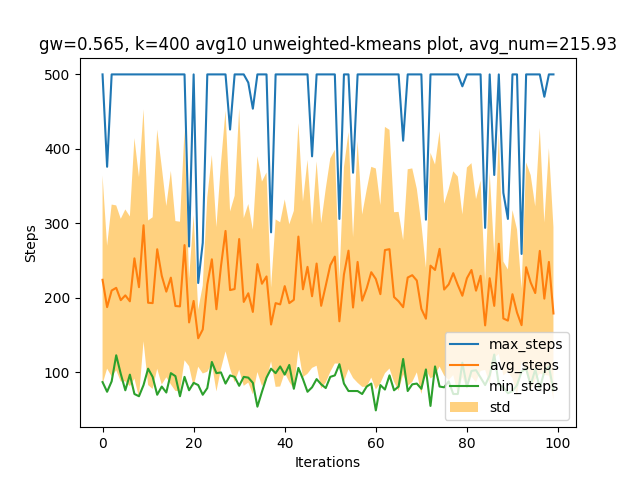 gw=0.565, k=400 avg10 unweighted-kmeans plot, avg_num=215.93
500
400
300
200
100
Steps
0
20
40
60
80
100
Iterations
max_steps
avg_steps
min_steps
std